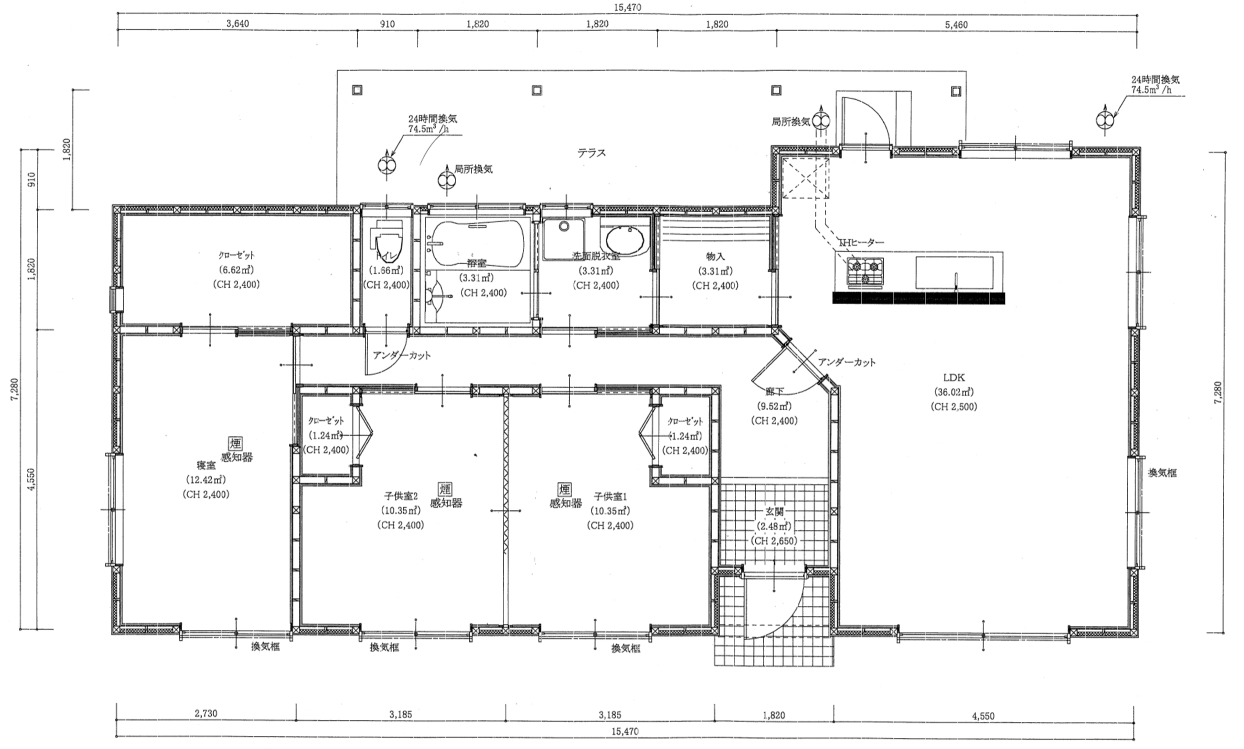 15,470
3,640
910
1,820
1,820
1,820
5,460
24時間換気
74.5m³/h
24時間換気
74.5m³/h
局所換気
局所換気
テラス
1,820
910
1,820
7,280
4,550
7,280
クローゼット
(6.62㎡)
(CH 2,400)
トイレ
(1.66㎡)
(CH 2,400)
浴室
(3.31㎡)
(CH 2,400)
洗面脱衣室
(3.31㎡)
(CH 2,400)
物入
(3.31㎡)
(CH 2,400)
IHヒーター
アンダーカット
アンダーカット
LDK
(36.02㎡)
(CH 2,500)
廊下
(9.52㎡)
(CH 2,400)
クローゼット
(1.24㎡)
(CH 2,400)
クローゼット
(1.24㎡)
(CH 2,400)
煙
感知器
寝室
(12.42㎡)
(CH 2,400)
子供室2
(10.35㎡)
(CH 2,400)
煙
感知器
煙
感知器
子供室1
(10.35㎡)
(CH 2,400)
玄関
(2.48㎡)
(CH 2,650)
換気框
換気框
換気框
換気框
2,730
3,185
3,185
1,820
4,550
15,470